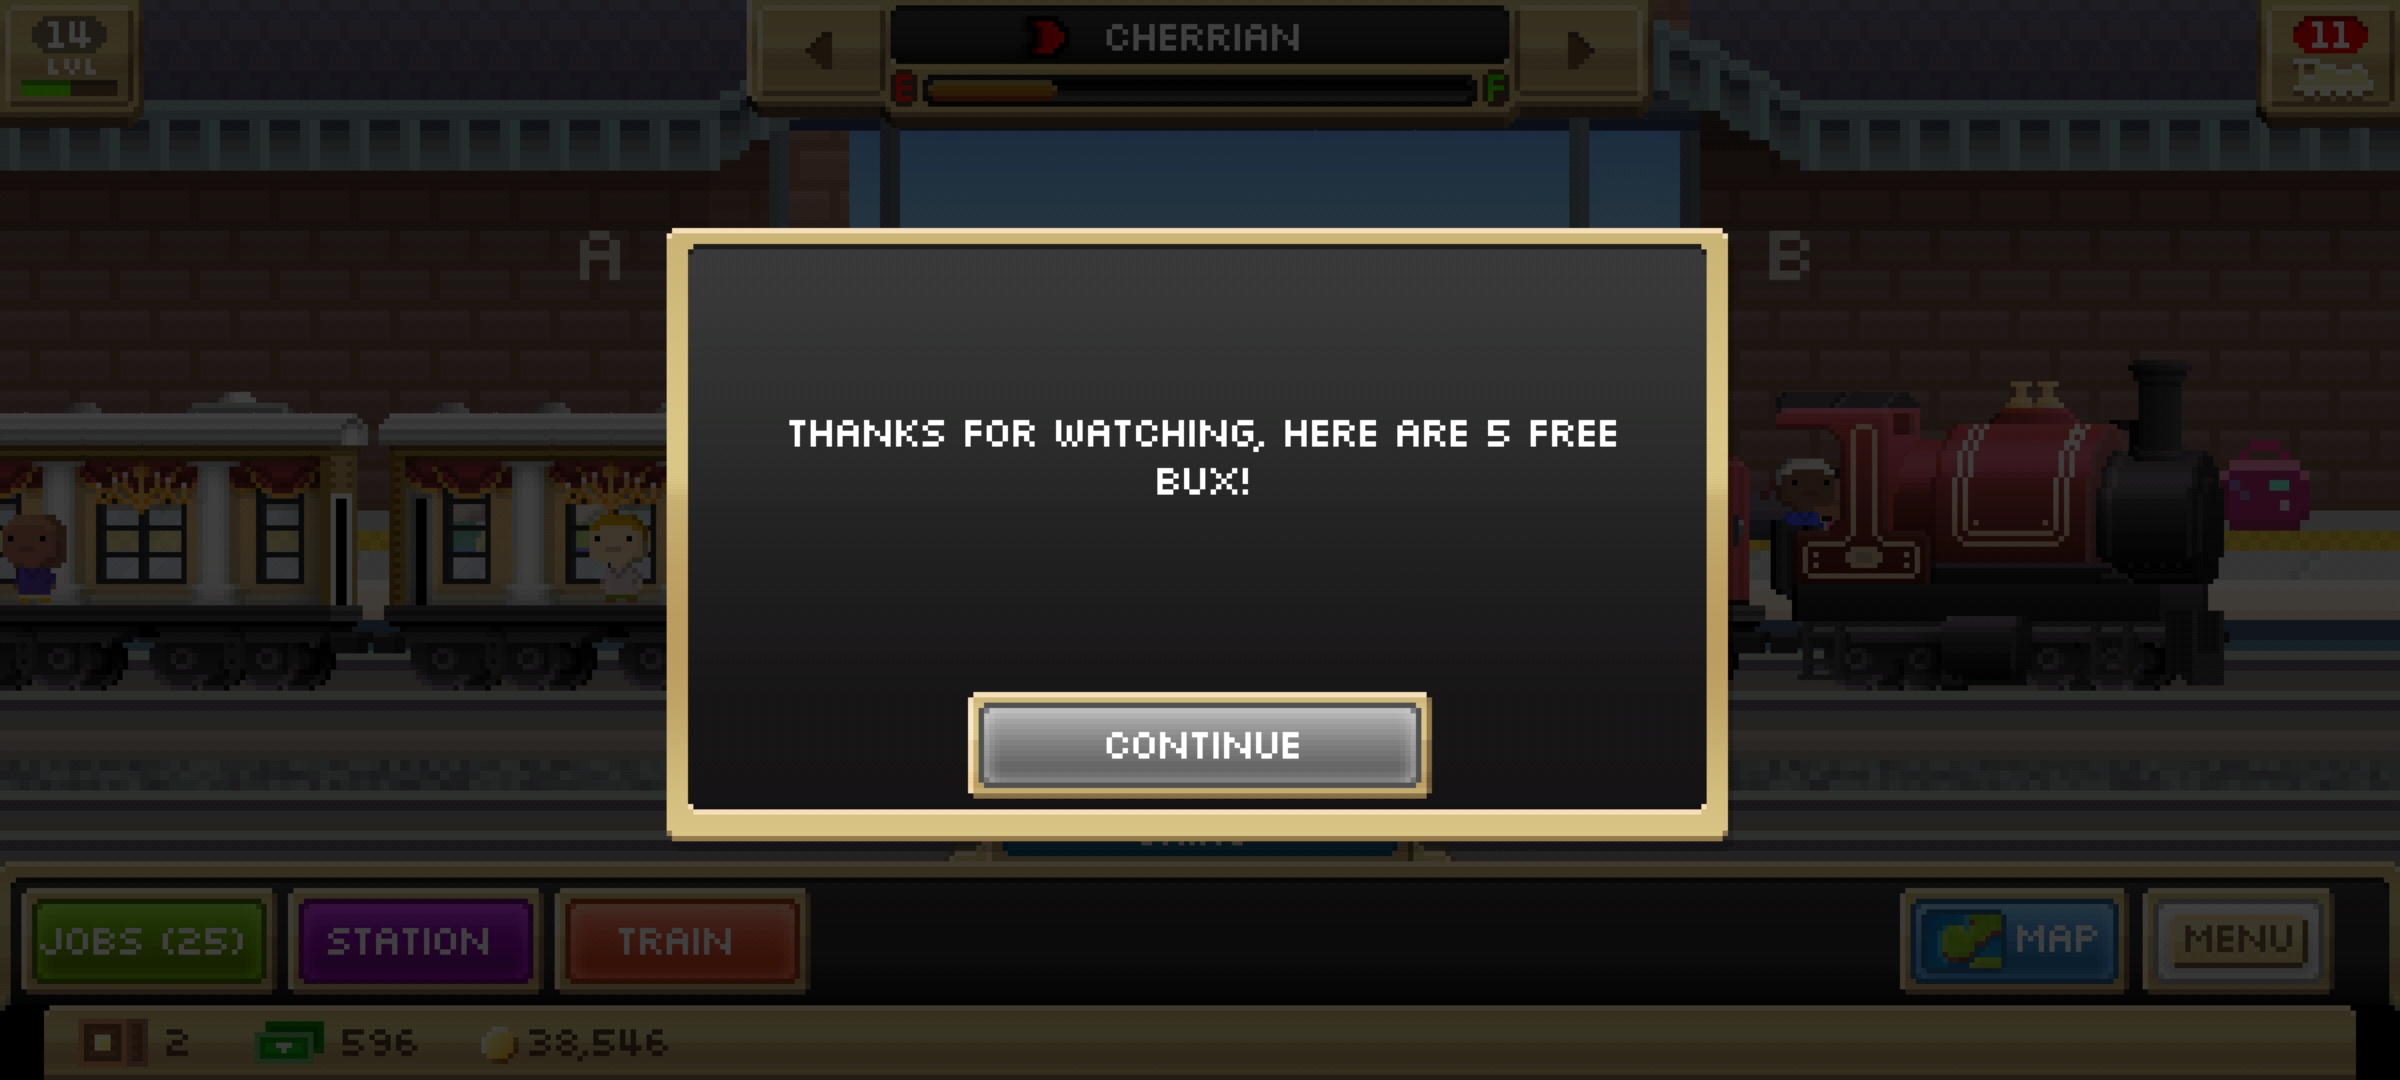 14
LVL
CHERRIAN
E
F
11
A
B
THANKS FOR WATCHING, HERE ARE 5 FREE
BUX!
CONTINUE
JOBS (25)
STATION
TRAIN
MAP
MENU
2
596
38,546